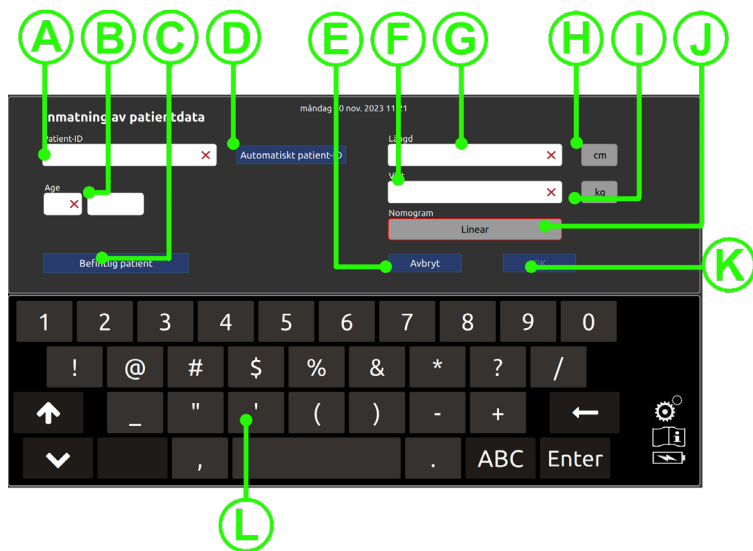 A B C D E F G H I J
måndag 20 nov. 2023 11:21
Inmatning av patientdata
Patient-ID
Längd
Automatiskt patient-ID
cm
Age
Vikt
kg
Nomogram
Linear
Befintlig patient
Avbryt
OK
K
1 2 3 4 5 6 7 8 9 0
! @ # $ % & * ? /
_ " ' ( ) - +
, . ABC Enter
L